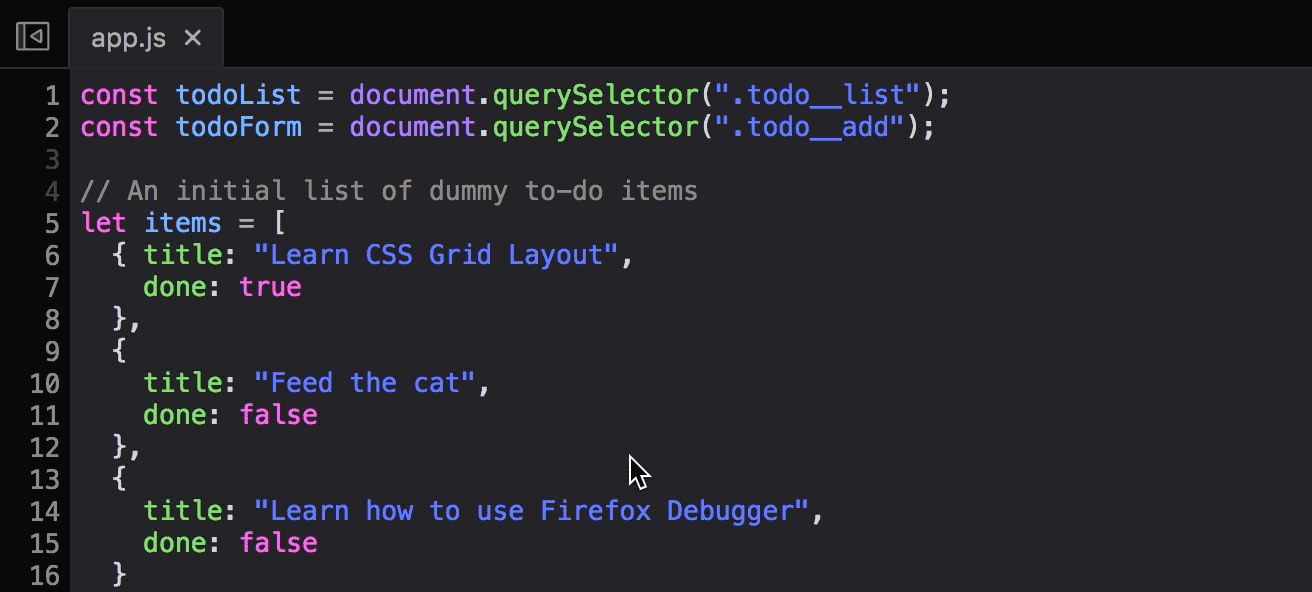 app.js ×
1 const todoList = document.querySelector(".todo__list");
2 const todoForm = document.querySelector(".todo__add");
3
4 // An initial list of dummy to-do items
5 let items = [
6   { title: "Learn CSS Grid Layout",
7     done: true
8   },
9   {
10     title: "Feed the cat",
11     done: false
12   },
13   {
14     title: "Learn how to use Firefox Debugger",
15     done: false
16   }